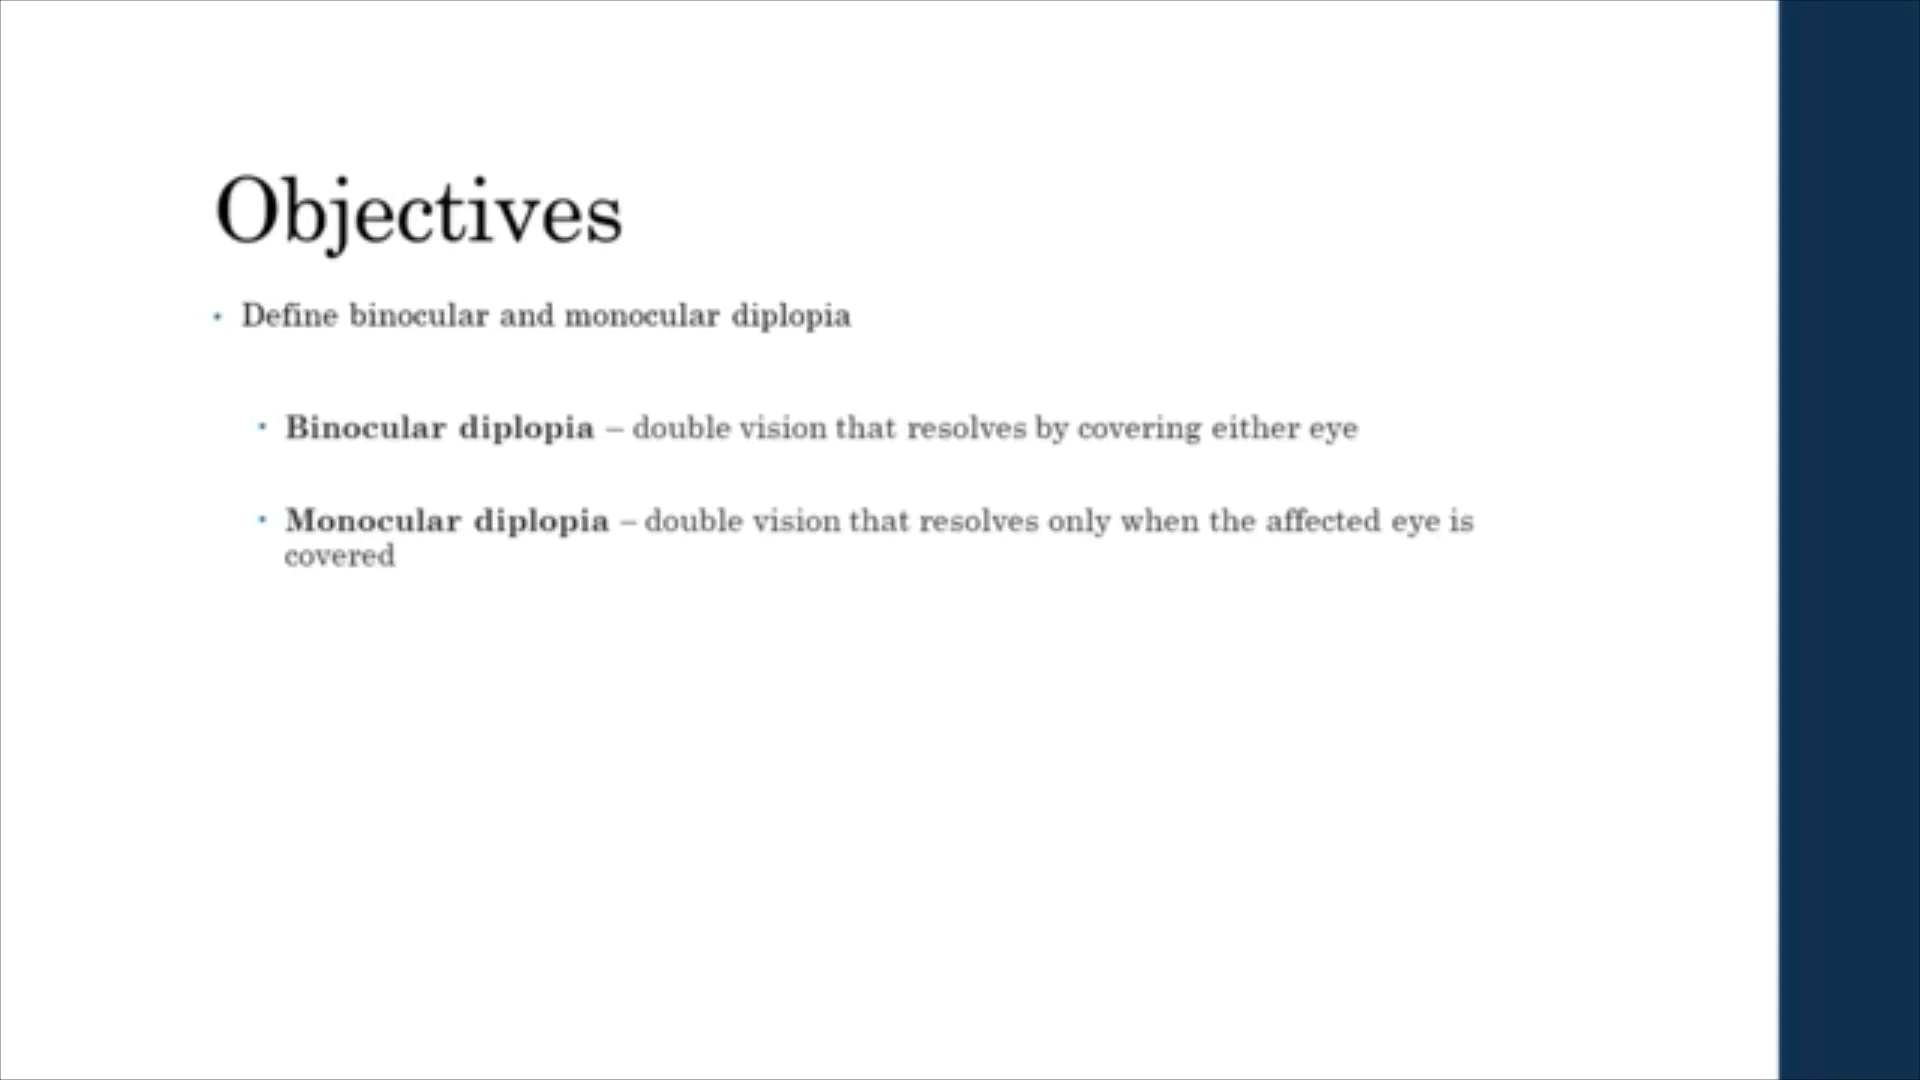 Objectives
• Define binocular and monocular diplopia
• Binocular diplopia – double vision that resolves by covering either eye
• Monocular diplopia – double vision that resolves only when the affected eye is
covered